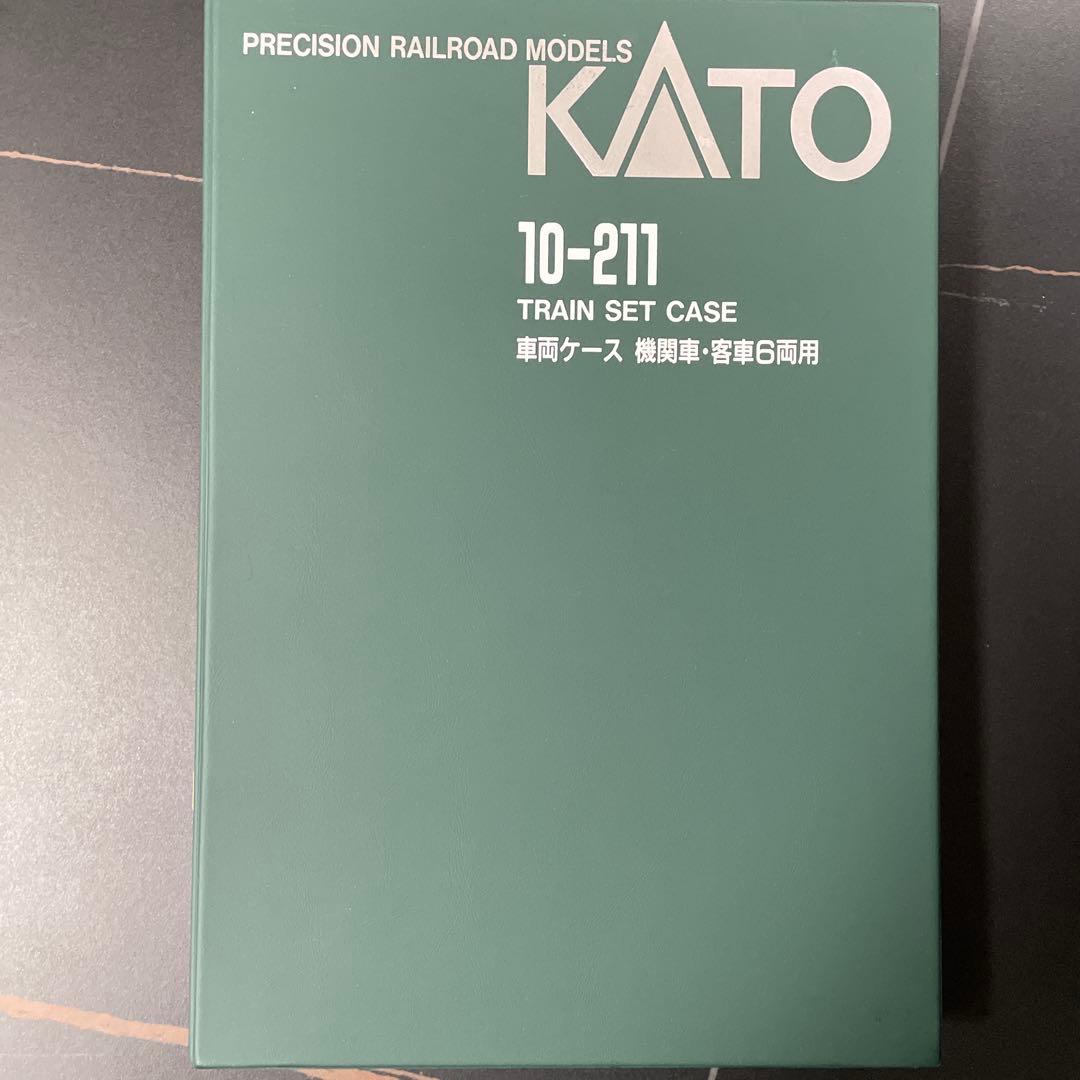 PRECISION RAILROAD MODELS
KATO
10-211
TRAIN SET CASE
車両ケース 機関車・客車6両用